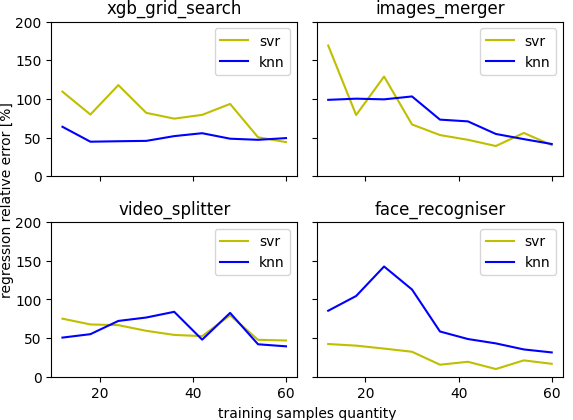 xgb_grid_search
images_merger
200
150
100
50
0
svr
knn
svr
knn
regression relative error [%]
video_splitter
face_recogniser
200
150
100
50
0
svr
knn
svr
knn
20
40
60
20
40
60
training samples quantity